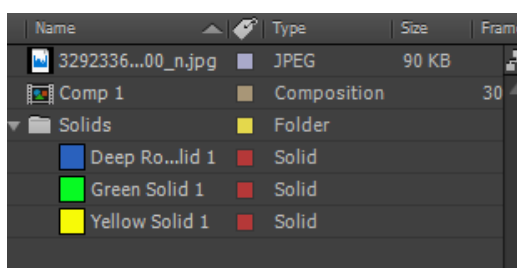 Name Type Size Fram
3292336...00_n.jpg JPEG 90 KB
Comp 1 Composition 30
Solids Folder
Deep Ro...lid 1 Solid
Green Solid 1 Solid
Yellow Solid 1 Solid